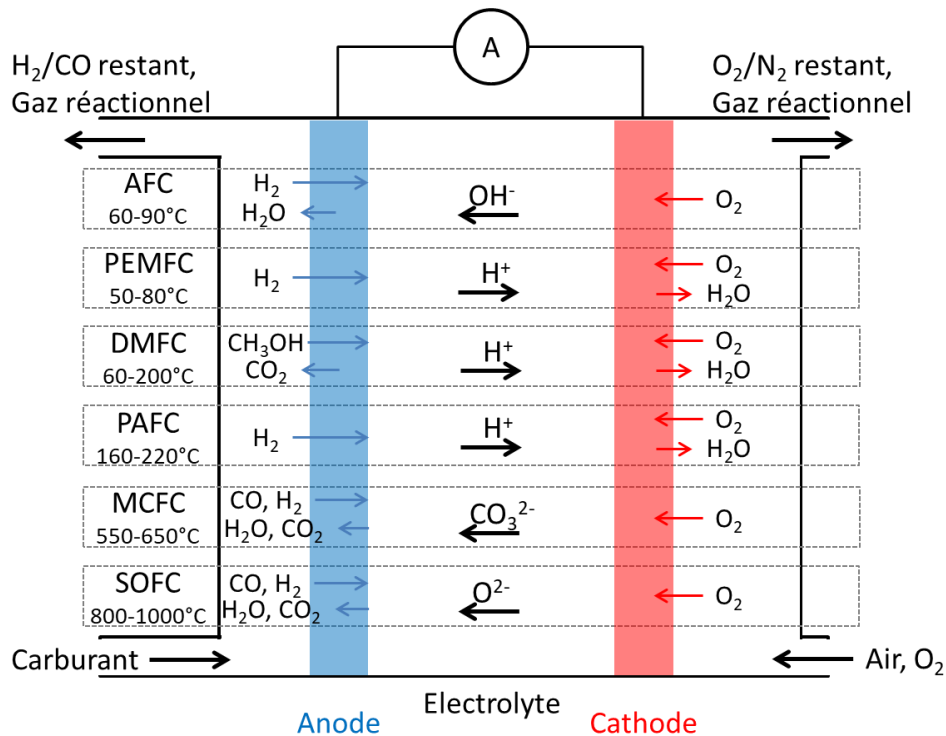 A
H₂/CO restant,
Gaz réactionnel
O₂/N₂ restant,
Gaz réactionnel
AFC
60-90°C
H₂
H₂O
OH⁻
O₂
PEMFC
50-80°C
H₂
H⁺
O₂
H₂O
DMFC
60-200°C
CH₃OH
CO₂
H⁺
O₂
H₂O
PAFC
160-220°C
H₂
H⁺
O₂
H₂O
MCFC
550-650°C
CO, H₂
H₂O, CO₂
CO₃²⁻
O₂
SOFC
800-1000°C
CO, H₂
H₂O, CO₂
O²⁻
O₂
Carburant
Air, O₂
Electrolyte
Anode
Cathode